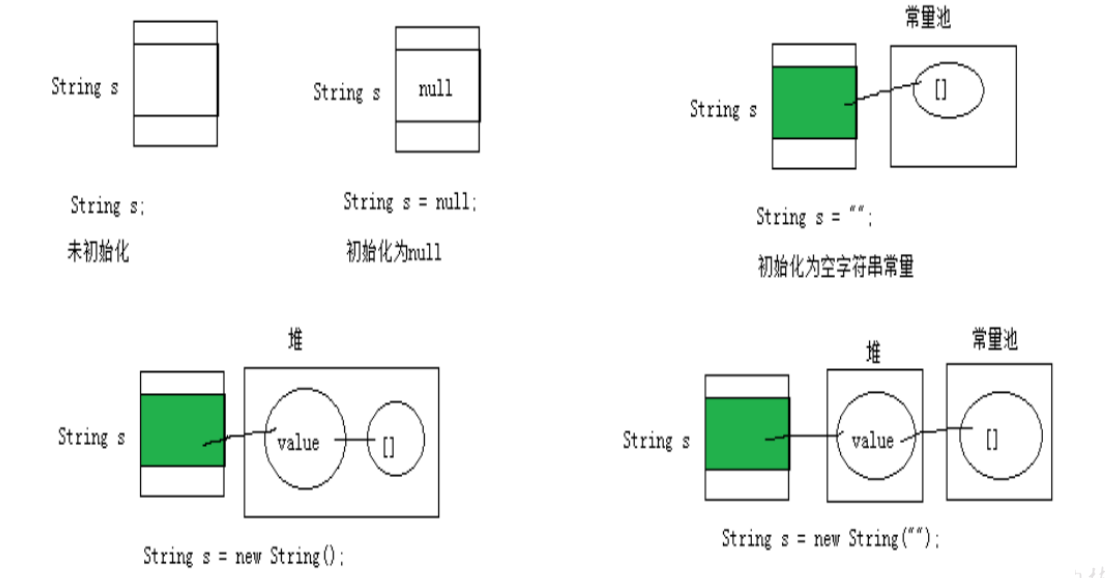 String s
String s;
未初始化
String s
null
String s = null;
初始化为null
常量池
String s
[]
String s = "";
初始化为空字符串常量
堆
String s
value
[]
String s = new String();
堆
常量池
String s
value
[]
String s = new String("");